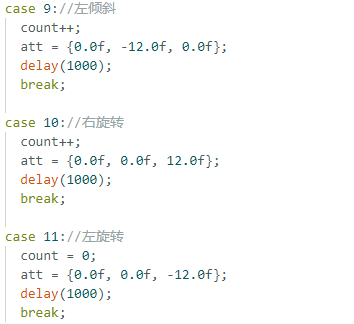 case 9://左倾斜
count++;
att = {0.0f, -12.0f, 0.0f};
delay(1000);
break;
case 10://右旋转
count++;
att = {0.0f, 0.0f, 12.0f};
delay(1000);
break;
case 11://左旋转
count = 0;
att = {0.0f, 0.0f, -12.0f};
delay(1000);
break;